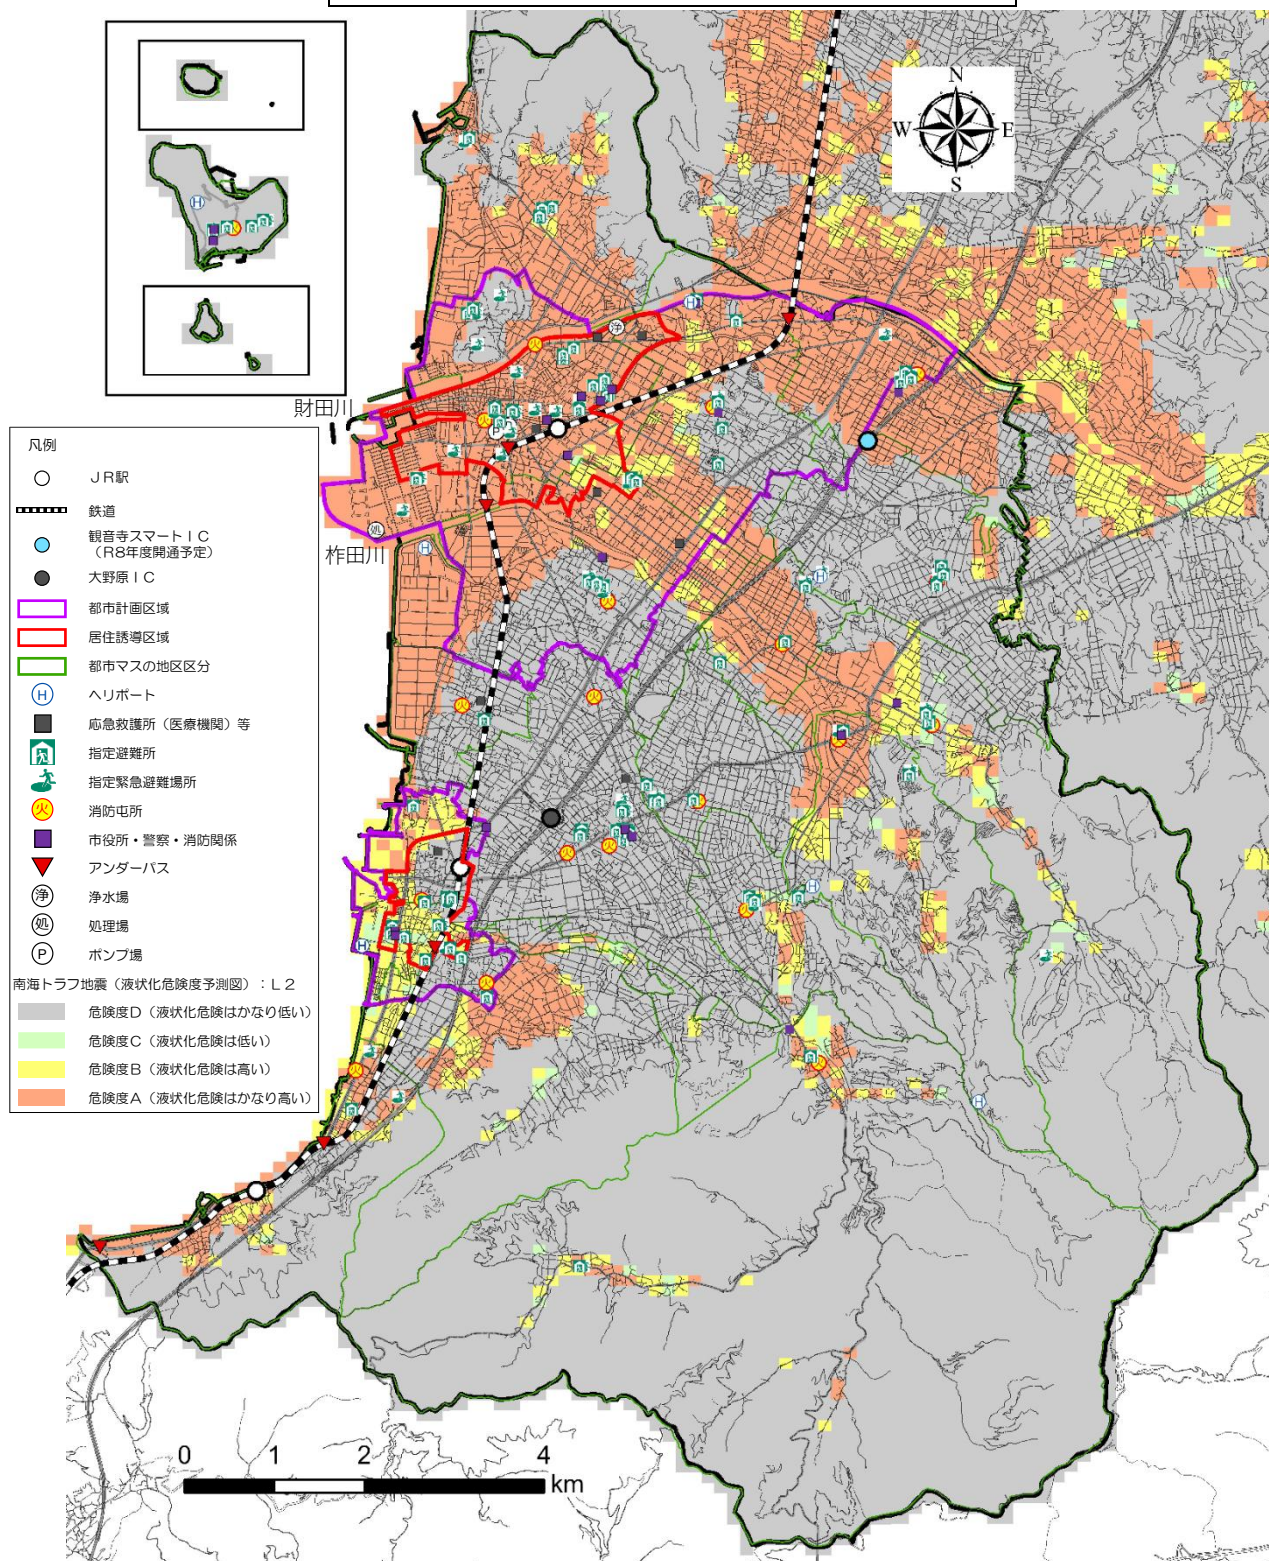 N
W E
S
財田川
柞田川
凡例
JR駅
鉄道
観音寺スマートIC
（R8年度開通予定）
大野原IC
都市計画区域
居住誘導区域
都市マスの地区区分
H ヘリポート
応急救護所（医療機関）等
指定避難所
指定緊急避難場所
火 消防屯所
市役所・警察・消防関係
アンダーパス
浄 浄水場
処 処理場
P ポンプ場
南海トラフ地震（液状化危険度予測図）：L2
危険度D（液状化危険はかなり低い）
危険度C（液状化危険は低い）
危険度B（液状化危険は高い）
危険度A（液状化危険はかなり高い）
0 1 2 4
km